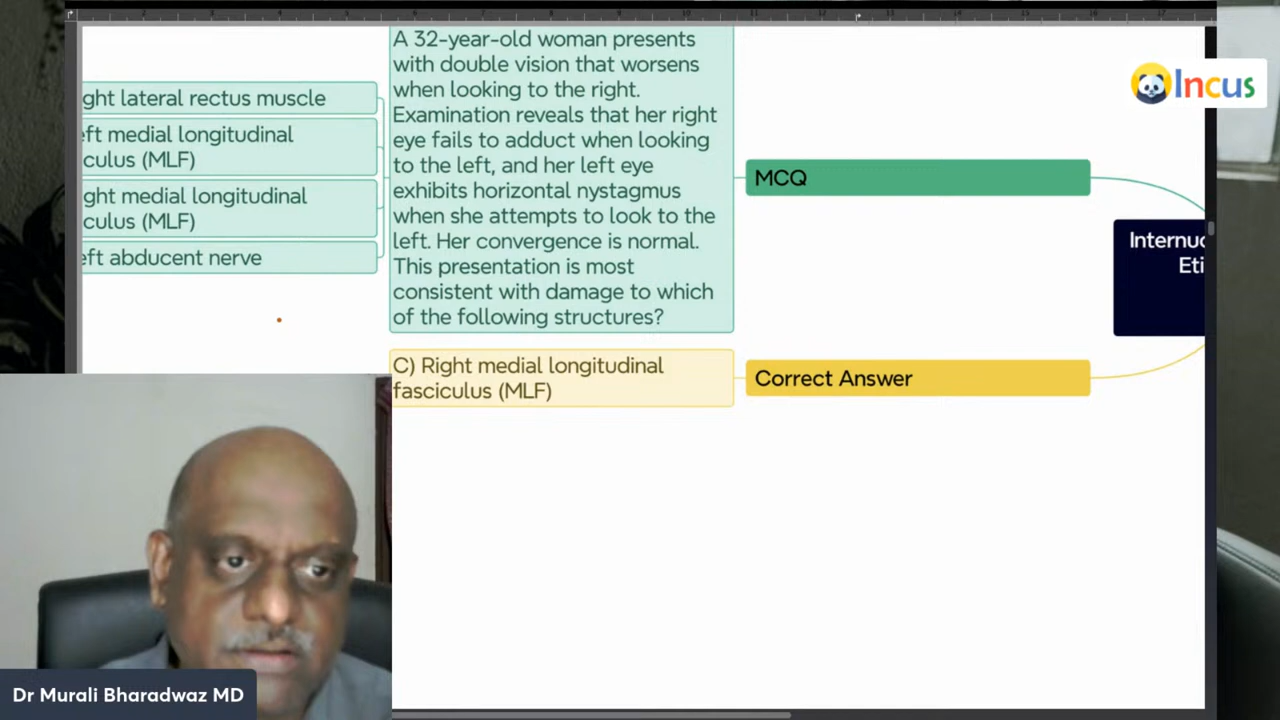 A 32-year-old woman presents
with double vision that worsens
when looking to the right.
Examination reveals that her right
eye fails to adduct when looking
to the left, and her left eye
exhibits horizontal nystagmus
when she attempts to look to the
left. Her convergence is normal.
This presentation is most
consistent with damage to which
of the following structures?
ght lateral rectus muscle
eft medial longitudinal
culus (MLF)
ght medial longitudinal
culus (MLF)
eft abducent nerve
MCQ
Internuc
Eti
C) Right medial longitudinal
fasciculus (MLF)
Correct Answer
Incus
Dr Murali Bharadwaz MD